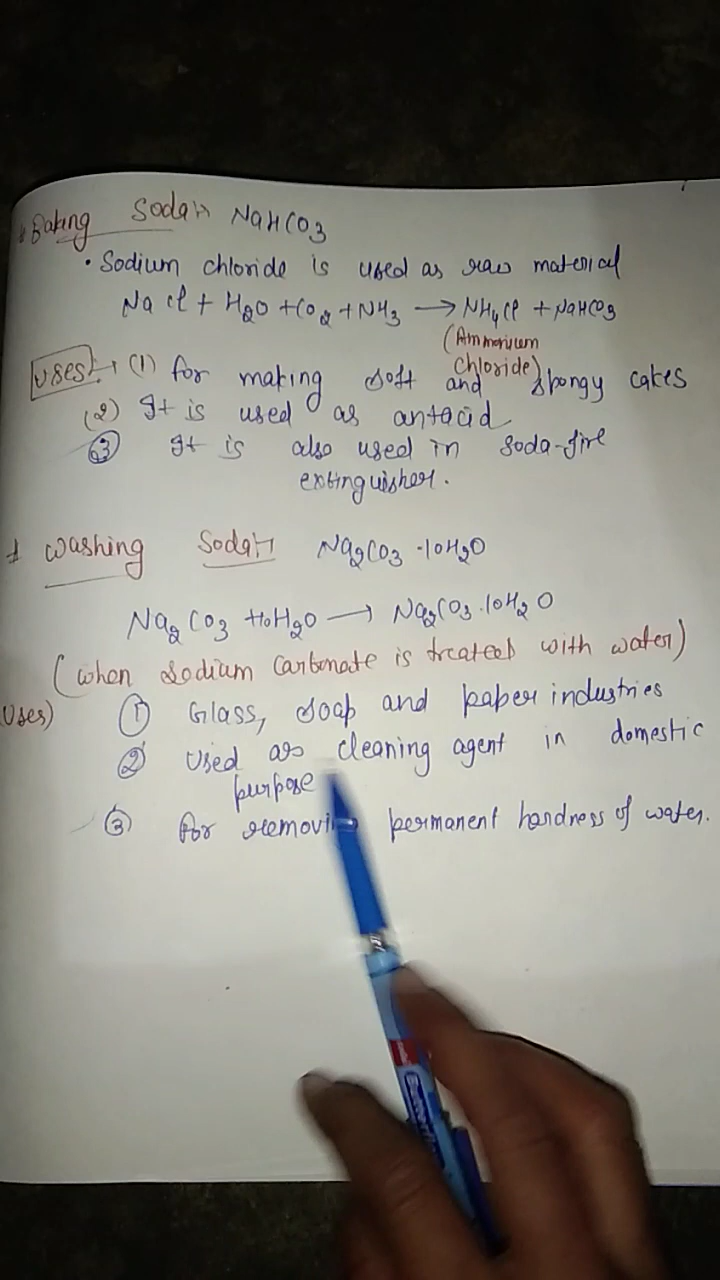 Baking Soda:- NaHCO3
• Sodium chloride is used as raw material
NaCl + H2O + CO2 + NH3 → NH4Cl + NaHCO3
(Ammonium chloride)
Uses:→ (1) for making soft and spongy cakes
(2) It is used as antacid
(3) It is also used in soda-fire
extinguisher.
Washing Soda:- Na2CO3·10H2O
Na2CO3 + 10H2O → Na2CO3·10H2O
(when Sodium Carbonate is treated with water)
Uses) (1) Glass, soap and paper industries
(2) Used as cleaning agent in domestic
purpose
(3) for permanent hardness of water.